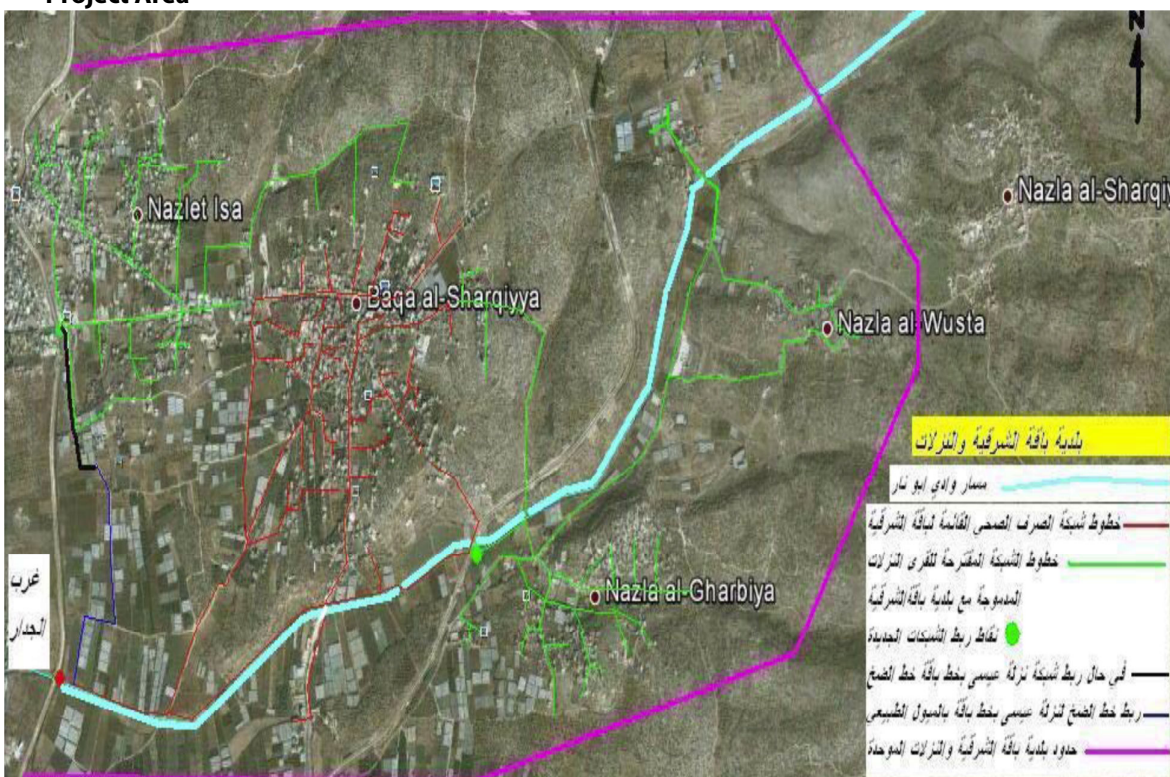 Project Area
N
Nazla al-Sharqiy
Nazlet Isa
Baqa al-Sharqiyya
Nazla al-Wusta
Nazla al-Gharbiya
غرب
الجدار
بلدية باقة الشرقية والنزلات
مسار وادي ابو نار
خطوط شبكة الصرف الصحي القائمة لباقة الشرقية
خطوط الشبكة المقترحة للقرى النزلات
المدموجة مع بلدية باقة الشرقية
نقاط ربط الشبكات الجديدة
في حال ربط شبكة نزلة عيسى بخط باقة خط الضخ
ربط خط الضخ لنزلة عيسى بخط باقة بالميول الطبيعي
حدود بلدية باقة الشرقية والنزلات الموحدة